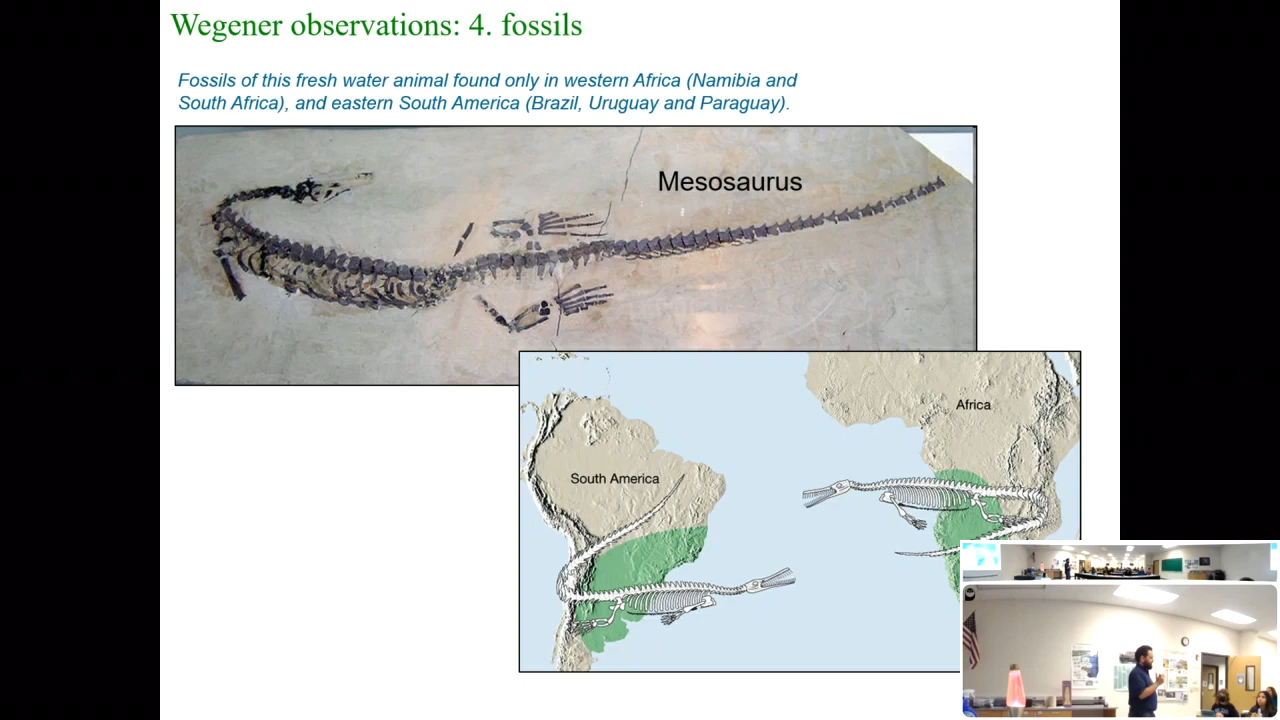 Wegener observations: 4. fossils
Fossils of this fresh water animal found only in western Africa (Namibia and
South Africa), and eastern South America (Brazil, Uruguay and Paraguay).
Mesosaurus
Africa
South America